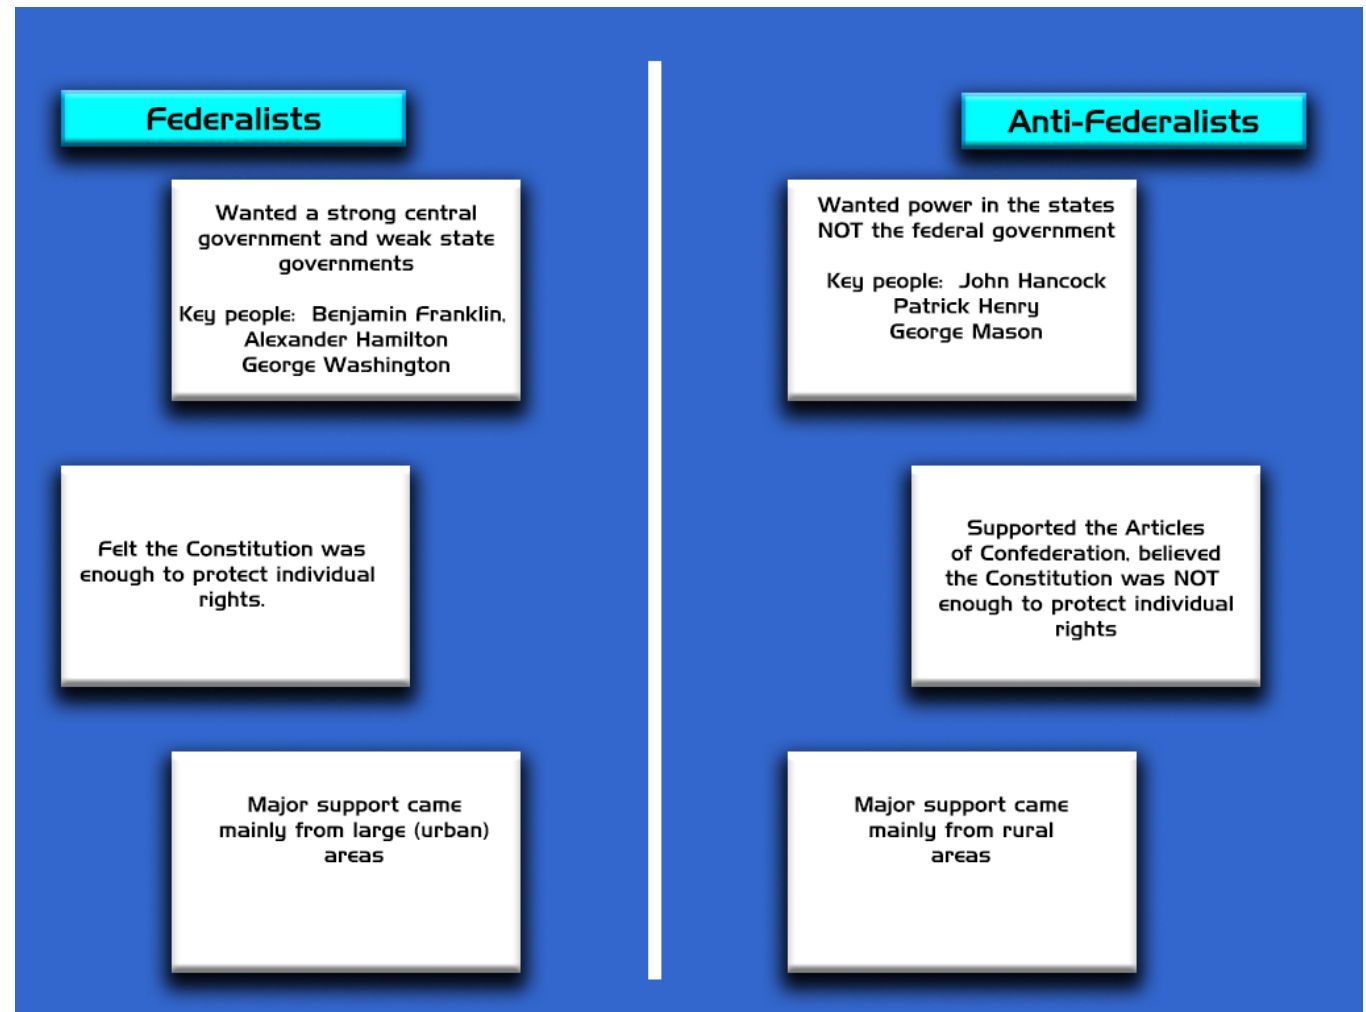 Federalists
Wanted a strong central
government and weak state
governments
Key people:  Benjamin Franklin,
Alexander Hamilton
George Washington
Felt the Constitution was
enough to protect individual
rights.
Major support came
mainly from large (urban)
areas
Anti-Federalists
Wanted power in the states
NOT the federal government
Key people:  John Hancock
Patrick Henry
George Mason
Supported the Articles
of Confederation, believed
the Constitution was NOT
enough to protect individual
rights
Major support came
mainly from rural
areas